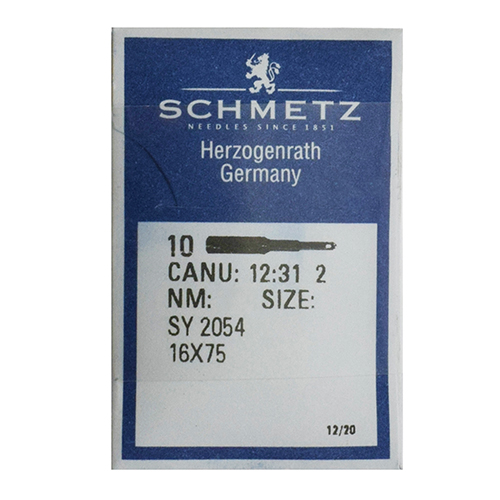 SCHMETZ
NEEDLES SINCE 1851
Herzogenrath
Germany
10
CANU: 12:31 2
NM: SIZE:
SY 2054
16X75
12/20